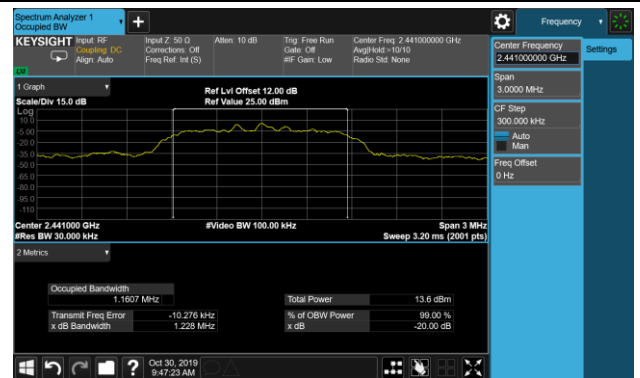 Spectrum Analyzer 1
Occupied BW
+
Frequency
KEYSIGHT
Input: RF
Coupling: DC
Align: Auto
Input Z: 50 Ω
Corrections: Off
Freq Ref: Int (S)
Atten: 10 dB
Trig: Free Run
Gate: Off
#IF Gain: Low
Center Freq: 2.441000000 GHz
Avg|Hold:>10/10
Radio Std: None
Center Frequency
2.441000000 GHz
Settings
Span
3.0000 MHz
CF Step
300.000 kHz
Auto
Man
Freq Offset
0 Hz
1 Graph
Scale/Div 15.0 dB
Ref Lvl Offset 12.00 dB
Ref Value 25.00 dBm
Log
10.0
-5.00
-20.0
-35.0
-50.0
-65.0
-80.0
-95.0
-110
Center 2.441000 GHz
#Video BW 100.00 kHz
Span 3 MHz
#Res BW 30.000 kHz
Sweep 3.20 ms (2001 pts)
2 Metrics
Occupied Bandwidth
1.1607 MHz
Total Power
13.6 dBm
Transmit Freq Error
-10.276 kHz
% of OBW Power
99.00 %
x dB Bandwidth
1.228 MHz
x dB
-20.00 dB
?
Oct 30, 2019
9:47:23 AM